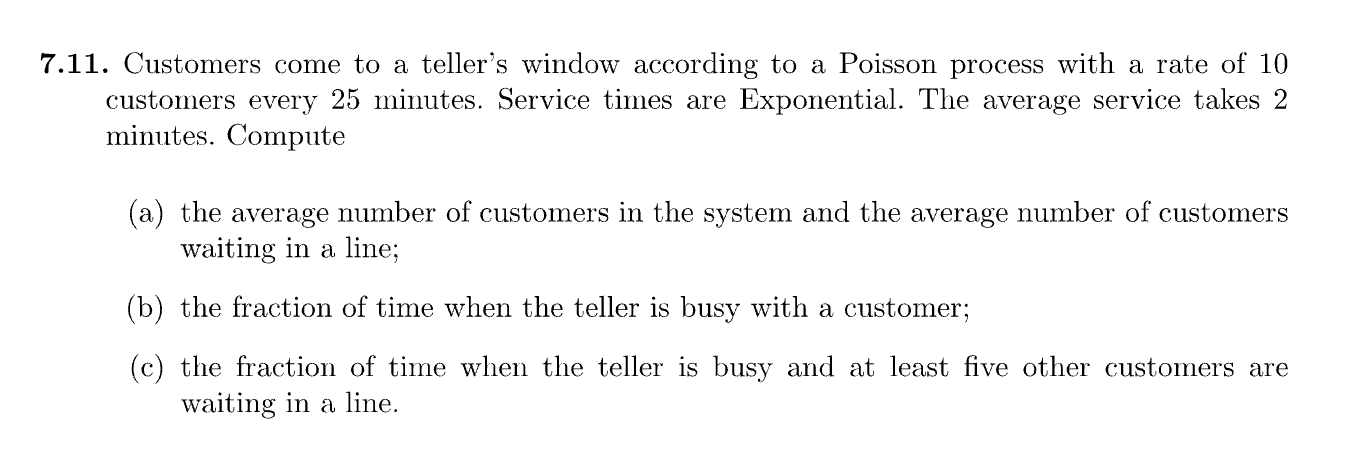 7.11. Customers come to a teller's window according to a Poisson process with a rate of 10
customers every 25 minutes. Service times are Exponential. The average service takes 2
minutes. Compute
(a) the average number of customers in the system and the average number of customers
waiting in a line;
(b) the fraction of time when the teller is busy with a customer;
(c) the fraction of time when the teller is busy and at least five other customers are
waiting in a line.